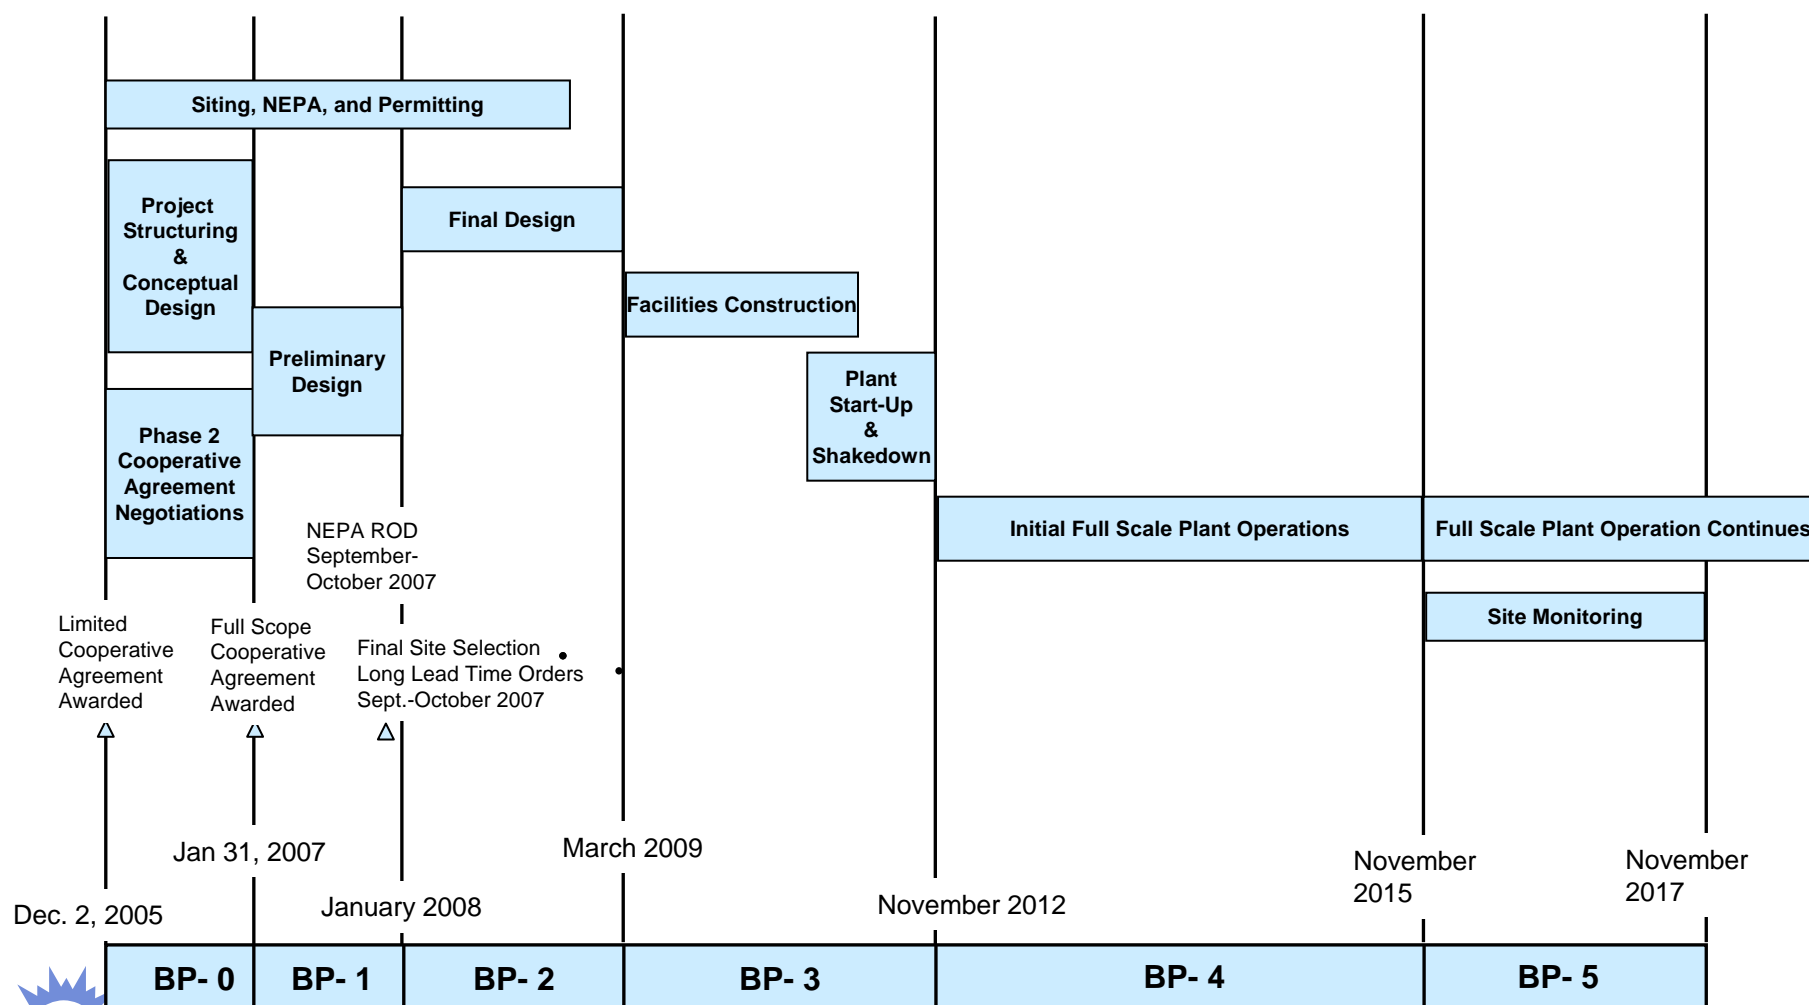 Siting, NEPA, and Permitting
Project
Structuring
&
Conceptual
Design
Final Design
Facilities Construction
Preliminary
Design
Plant
Start-Up
&
Shakedown
Phase 2
Cooperative
Agreement
Negotiations
Initial Full Scale Plant Operations
Full Scale Plant Operation Continues
NEPA ROD
September-
October 2007
Site Monitoring
Limited
Cooperative
Agreement
Awarded
Full Scope
Cooperative
Agreement
Awarded
Final Site Selection
Long Lead Time Orders
Sept.-October 2007
Dec. 2, 2005
Jan 31, 2007
January 2008
March 2009
November 2012
November
2015
November
2017
BP- 0
BP- 1
BP- 2
BP- 3
BP- 4
BP- 5